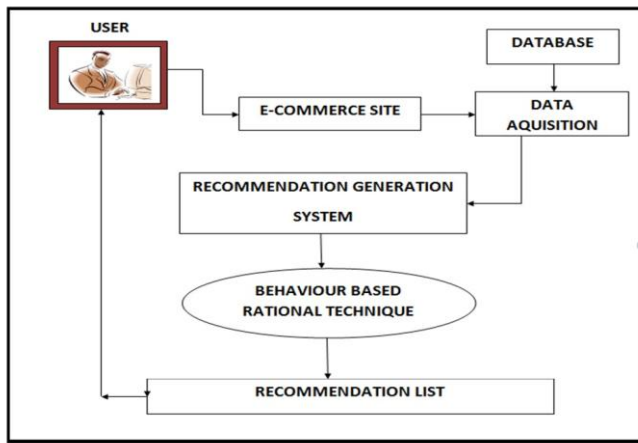 USER
DATABASE
E-COMMERCE SITE
DATA
AQUISITION
RECOMMENDATION GENERATION
SYSTEM
BEHAVIOUR BASED
RATIONAL TECHNIQUE
RECOMMENDATION LIST